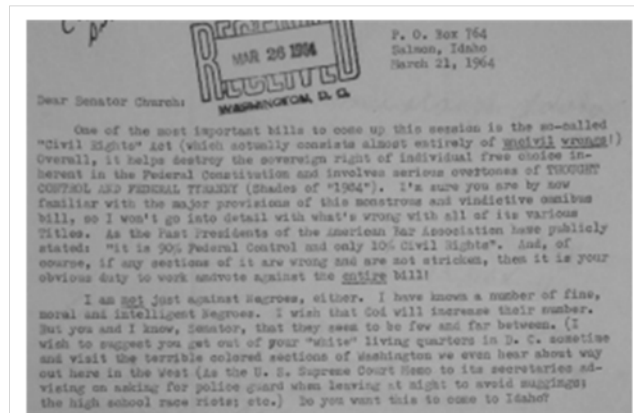 P. O. Box 764
Salmon, Idaho
March 21, 1964
RECEIVED
MAR 26 1964
WASHINGTON, D. C.
Dear Senator Church:
One of the most important bills to come up this session is the so-called
"Civil Rights" Act (which actually consists almost entirely of uncivil wrongs!)
Overall, it helps destroy the sovereign right of individual free choice in-
herent in the Federal Constitution and involves serious overtones of THOUGHT
CONTROL AND FEDERAL TYRANNY (Shades of "1984"). I'm sure you are by now
familiar with the major provisions of this monstrous and vindictive omnibus
bill, so I won't go into detail with what's wrong with all of its various
Titles. As the Past Presidents of the American Bar Association have publicly
stated: "it is 90% Federal Control and only 10% Civil Rights". And, of
course, if any sections of it are wrong and are not stricken, then it is your
obvious duty to work andvote against the entire bill!
I am not just against Negroes, either. I have known a number of fine,
moral and intelligent Negroes. I wish that God will increase their number.
But you and I know, Senator, that they seem to be few and far between. (I
wish to suggest you get out of your "white" living quarters in D. C. sometime
and visit the terrible colored sections of Washington we even hear about way
out here in the West (As the U. S. Supreme Court Memo to its secretaries ad-
vising on asking for police guard when leaving at night to avoid muggings;
the high school race riots; etc.) Do you want this to come to Idaho?